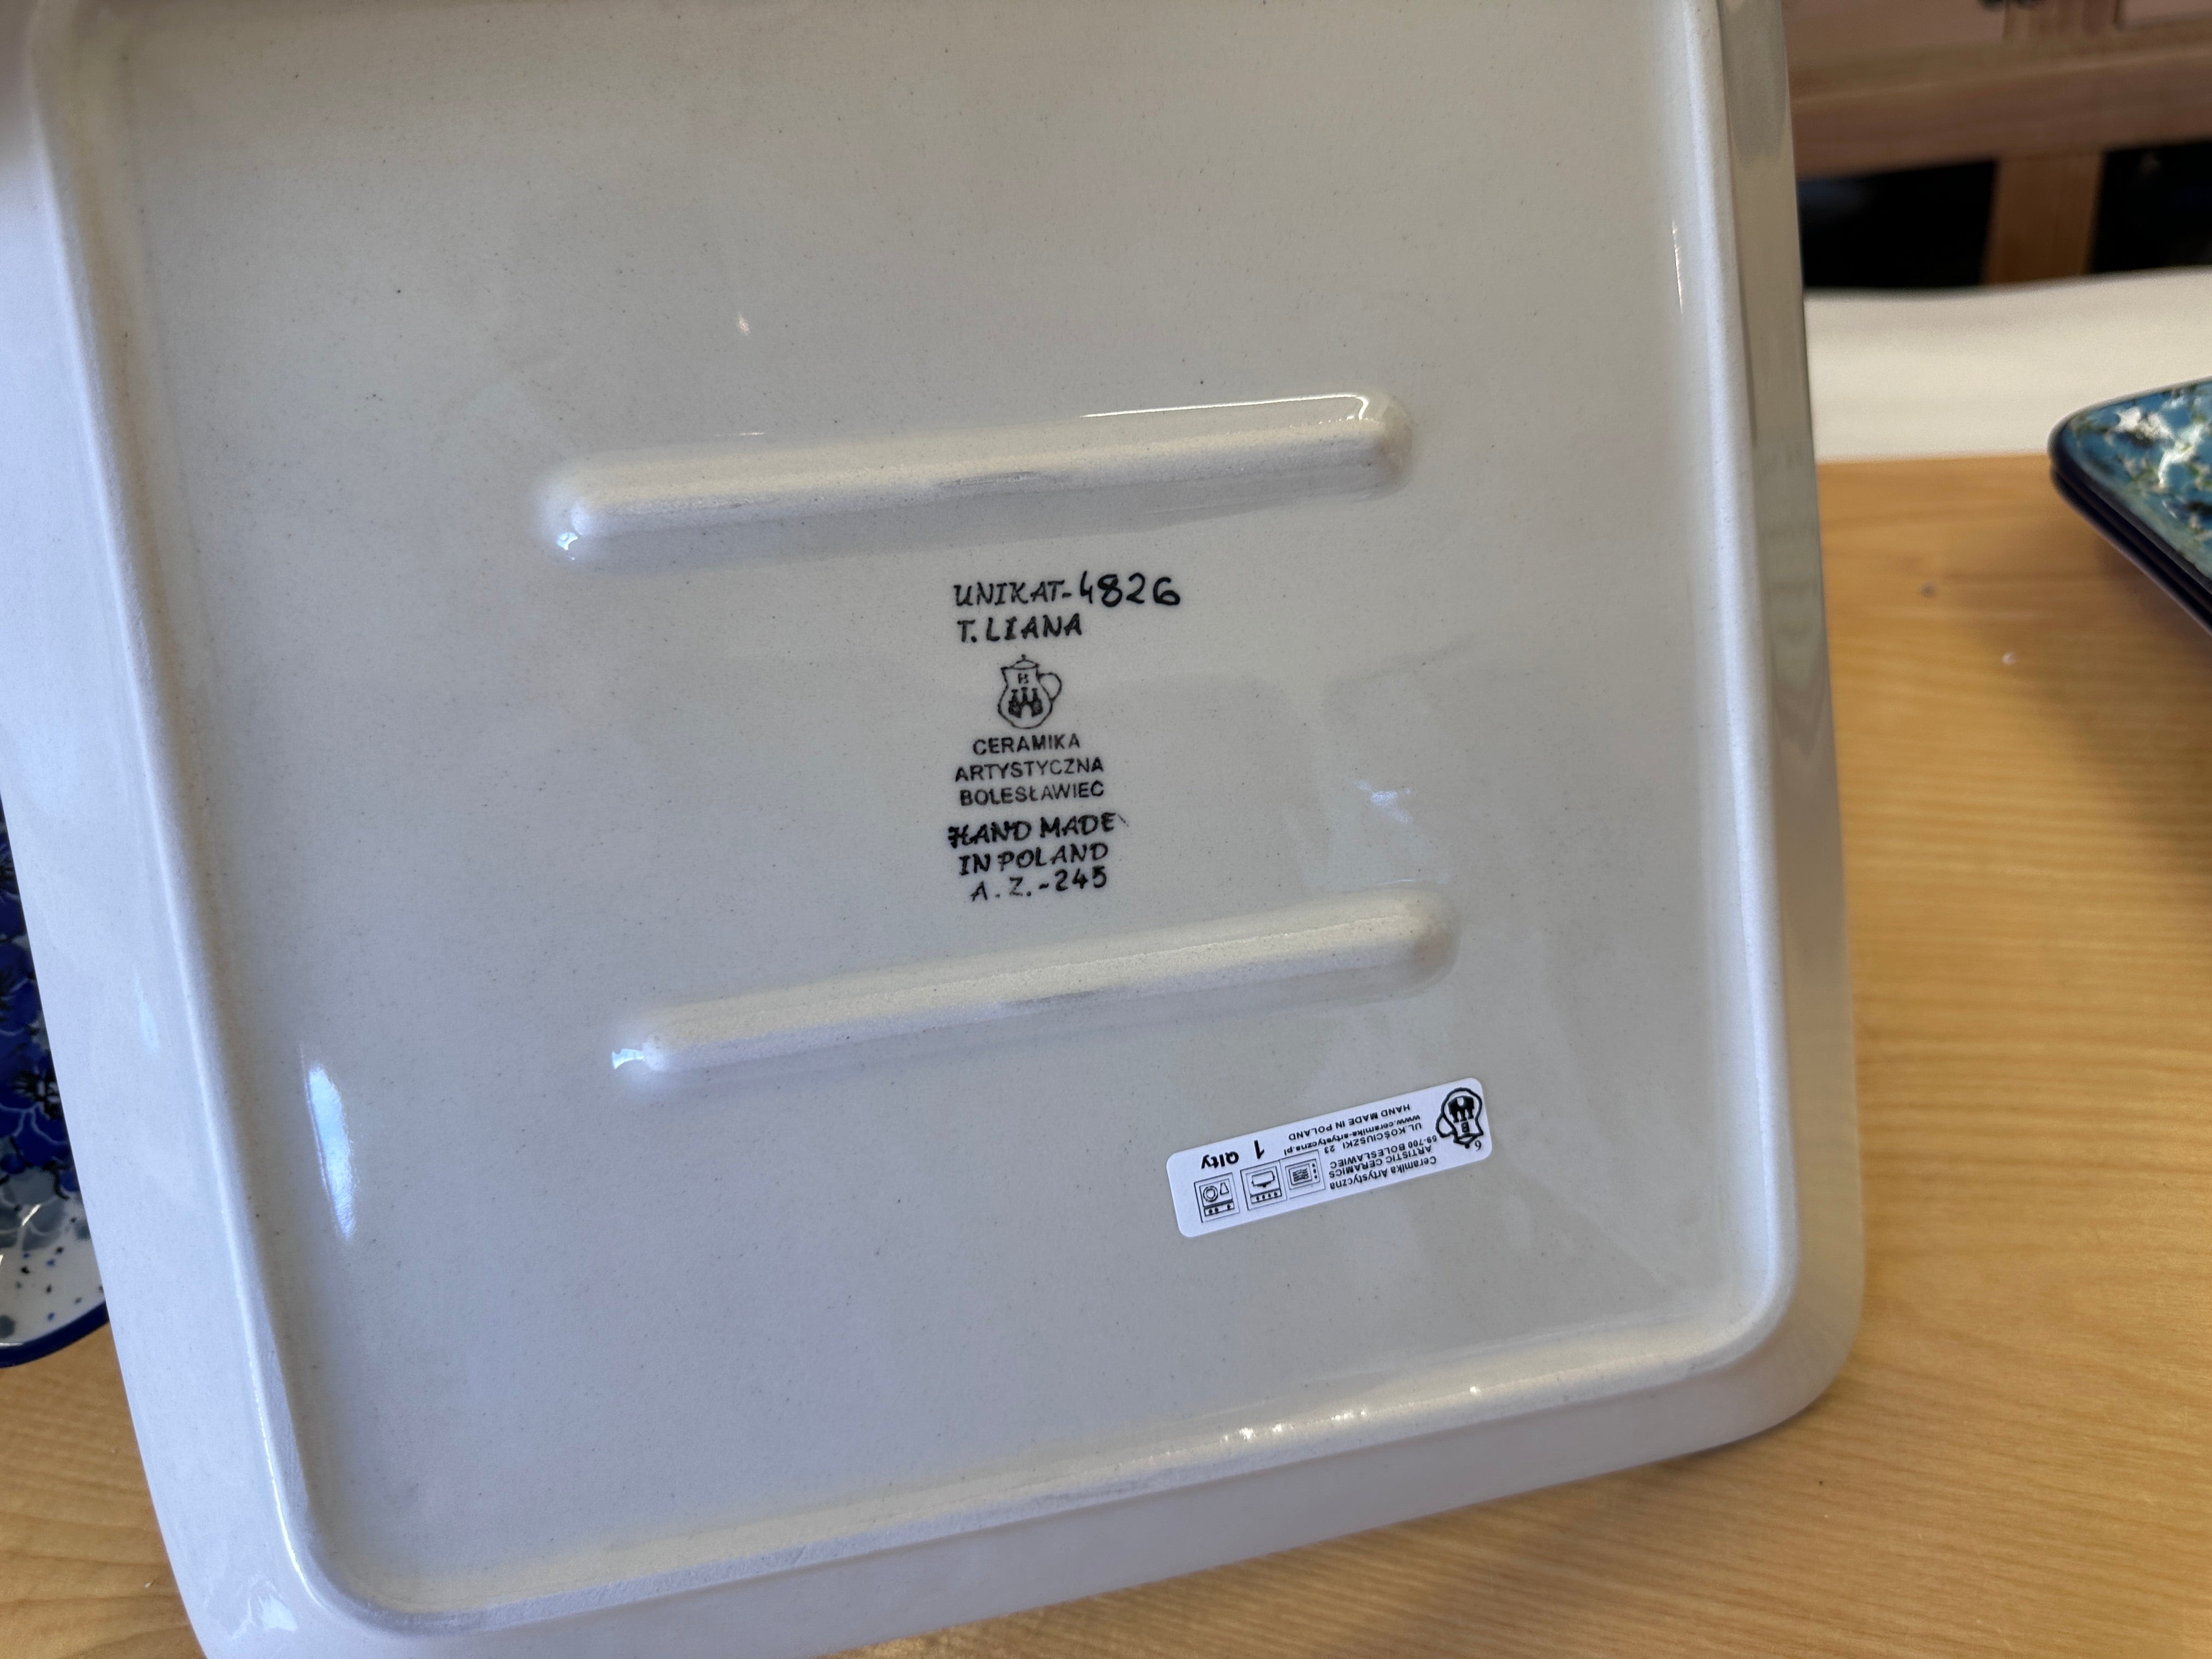 UNIKAT-4826
T. LIANA
B
CERAMIKA
ARTYSTYCZNA
BOLESŁAWIEC
HAND MADE
IN POLAND
A. Z. -245
6
B
Ceramika Artystyczna
ARTISTIC CERAMICS
59-700 BOLESŁAWIEC
UL.KOŚCIUSZKI 23
www.ceramika-artystyczna.pl
HAND MADE IN POLAND
1 qlty